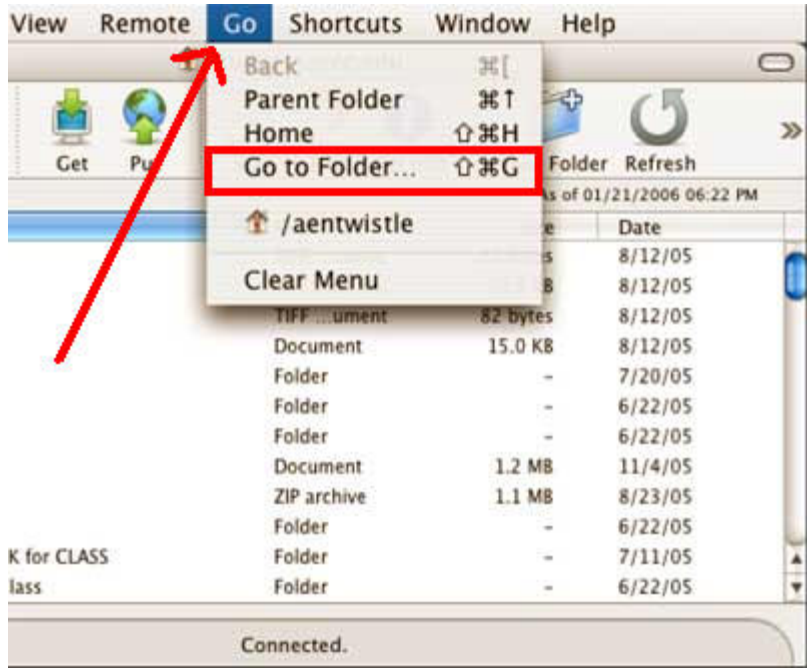 View Remote Go Shortcuts Window Help
Back ⌘[
Parent Folder ⌘↑
Home ⇧⌘H
Go to Folder... ⇧⌘G
/aentwistle
Clear Menu
Get Folder Refresh
As of 01/21/2006 06:22 PM
Date
8/12/05
8/12/05
TIFF ...ument 82 bytes 8/12/05
Document 15.0 KB 8/12/05
Folder - 7/20/05
Folder - 6/22/05
Folder - 6/22/05
Document 1.2 MB 11/4/05
ZIP archive 1.1 MB 8/23/05
Folder - 6/22/05
K for CLASS Folder - 7/11/05
lass Folder - 6/22/05
Connected.